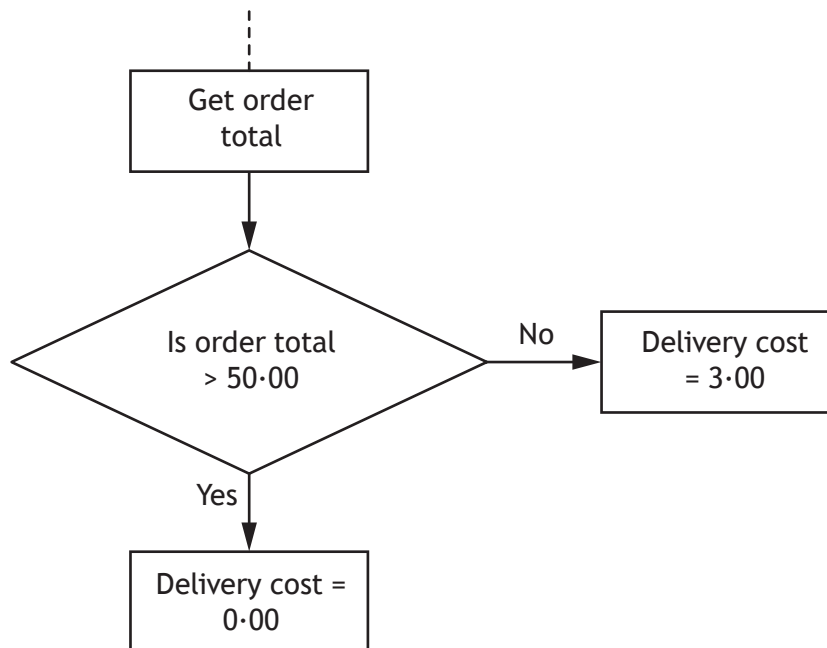 Get order
total
Is order total
> 50·00
No
Delivery cost
= 3·00
Yes
Delivery cost =
0·00